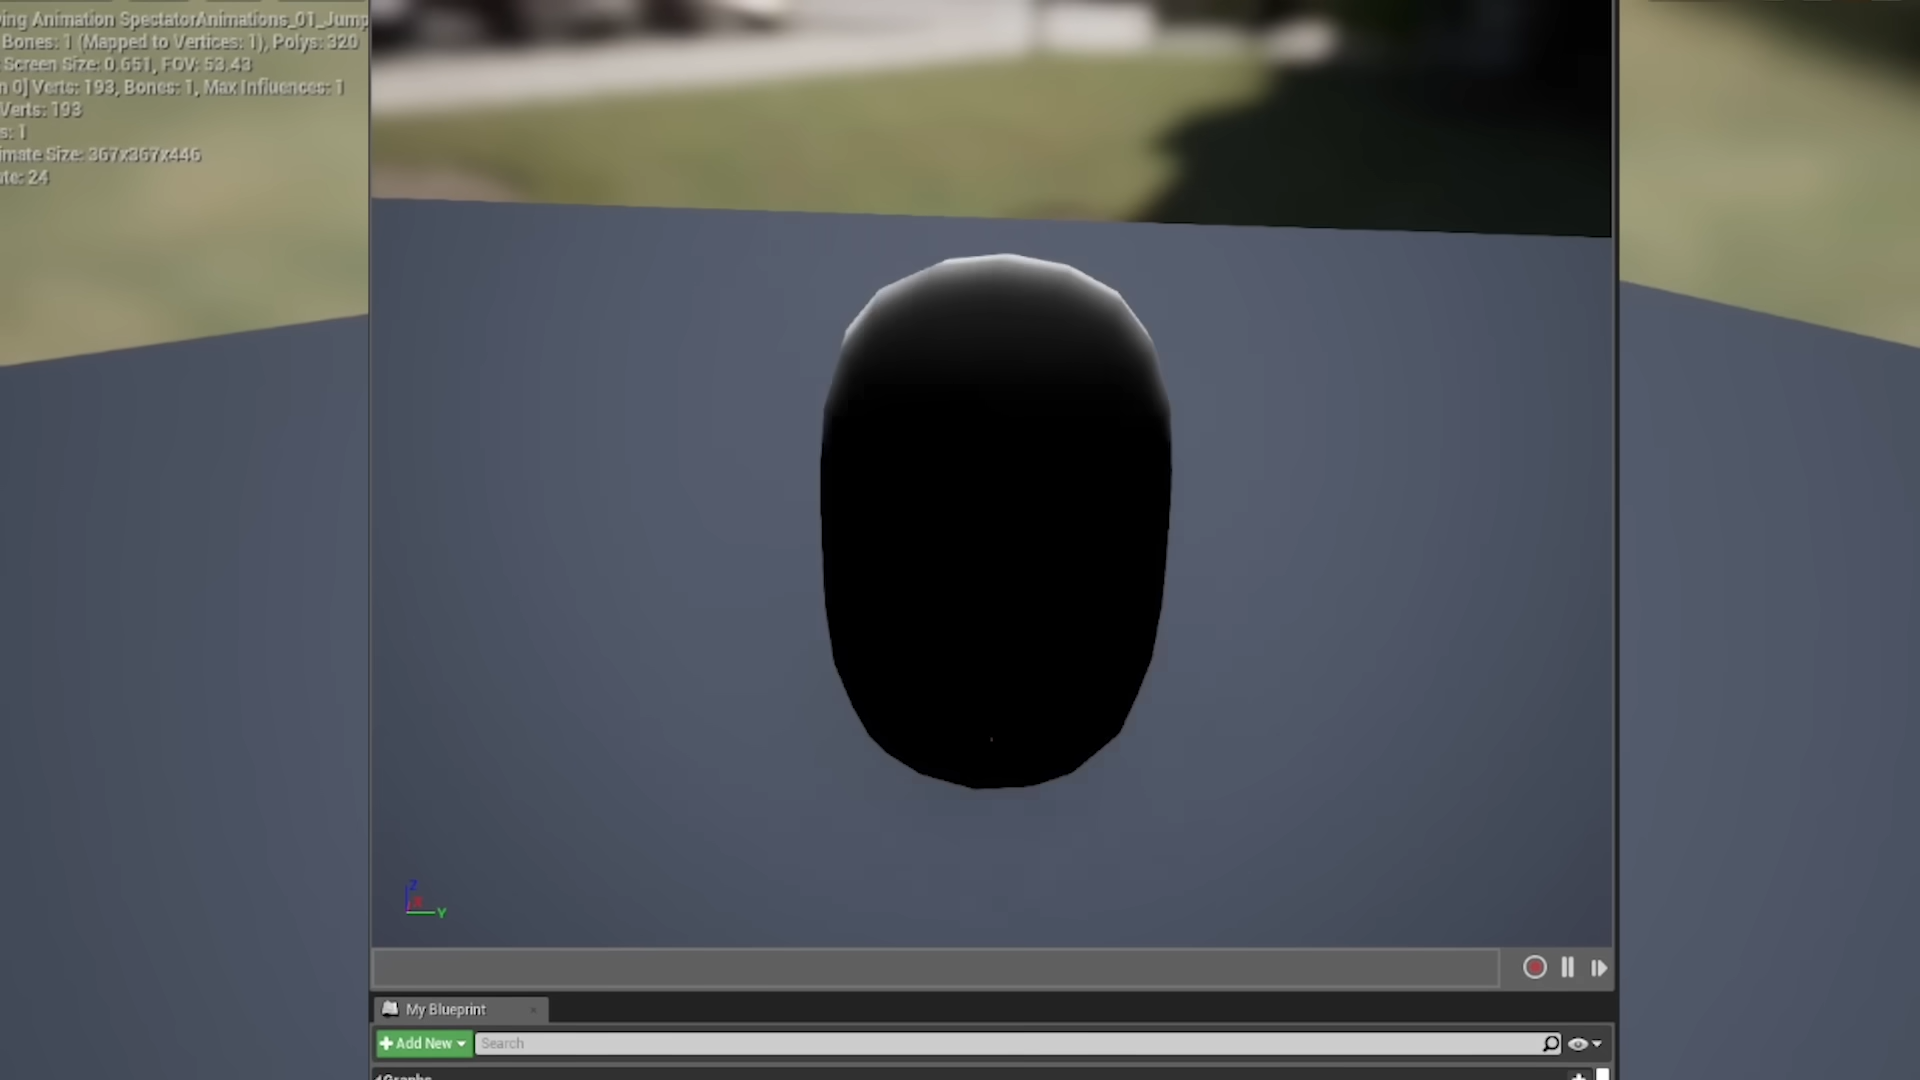 ing Animation SpectatorAnimations_01_Jump
Bones: 1 (Mapped to Vertices: 1), Polys: 320
Screen Size: 0.651, FOV: 53.43
n 0] Verts: 193, Bones: 1, Max Influences: 1
Verts: 193
s: 1
imate Size: 367x367x446
ute: 24
Z
X
Y
My Blueprint
Add New
Search
Graphs